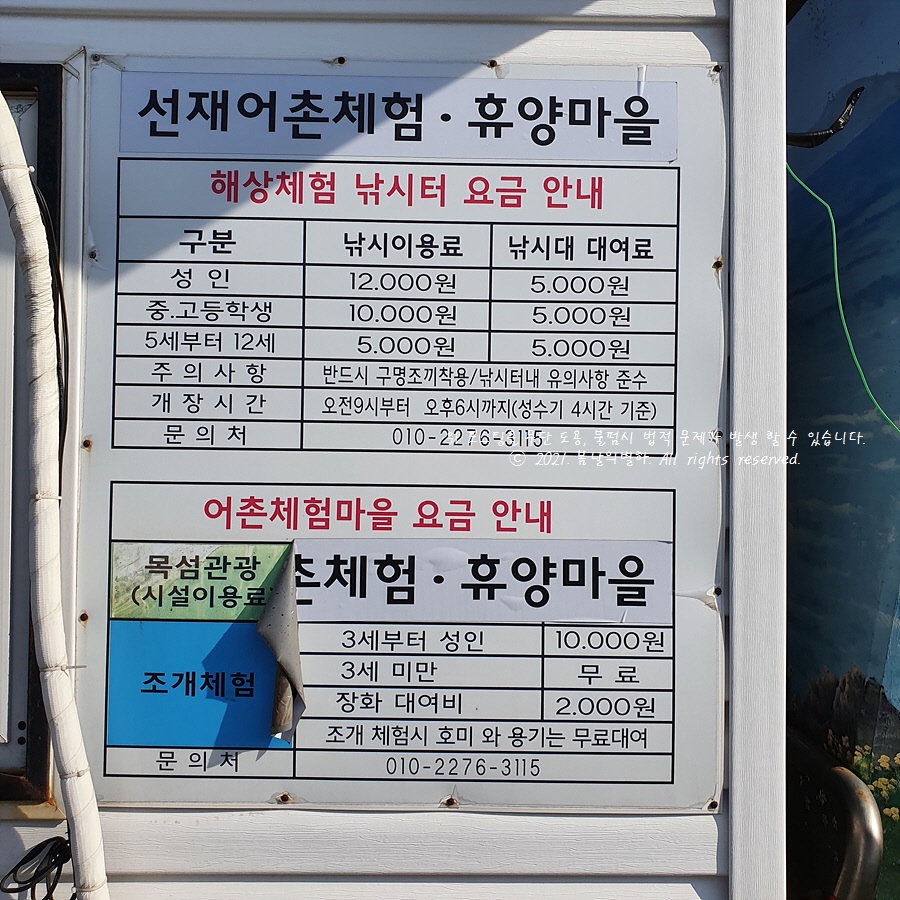 선재어촌체험·휴양마을
해상체험 낚시터 요금 안내
구분 낚시이용료 낚시대 대여료
성 인 12.000원 5.000원
중.고등학생 10.000원 5.000원
5세부터 12세 5.000원 5.000원
주 의 사 항 반드시 구명조끼착용/낚시터내 유의사항 준수
개 장 시 간 오전9시부터 오후6시까지(성수기 4시간 기준)
문 의 처 010-2276-3115
도용, 불펌시 법적 문제가 발생 할 수 있습니다.
© 2021. 봄날의별하. All rights reserved.
어촌체험마을 요금 안내
목섬관광
(시설이용료
촌체험·휴양마을
조개체험
3세부터 성인 10.000원
3세 미만 무 료
장화 대여비 2.000원
조개 체험시 호미 와 용기는 무료대여
문 의 처 010-2276-3115